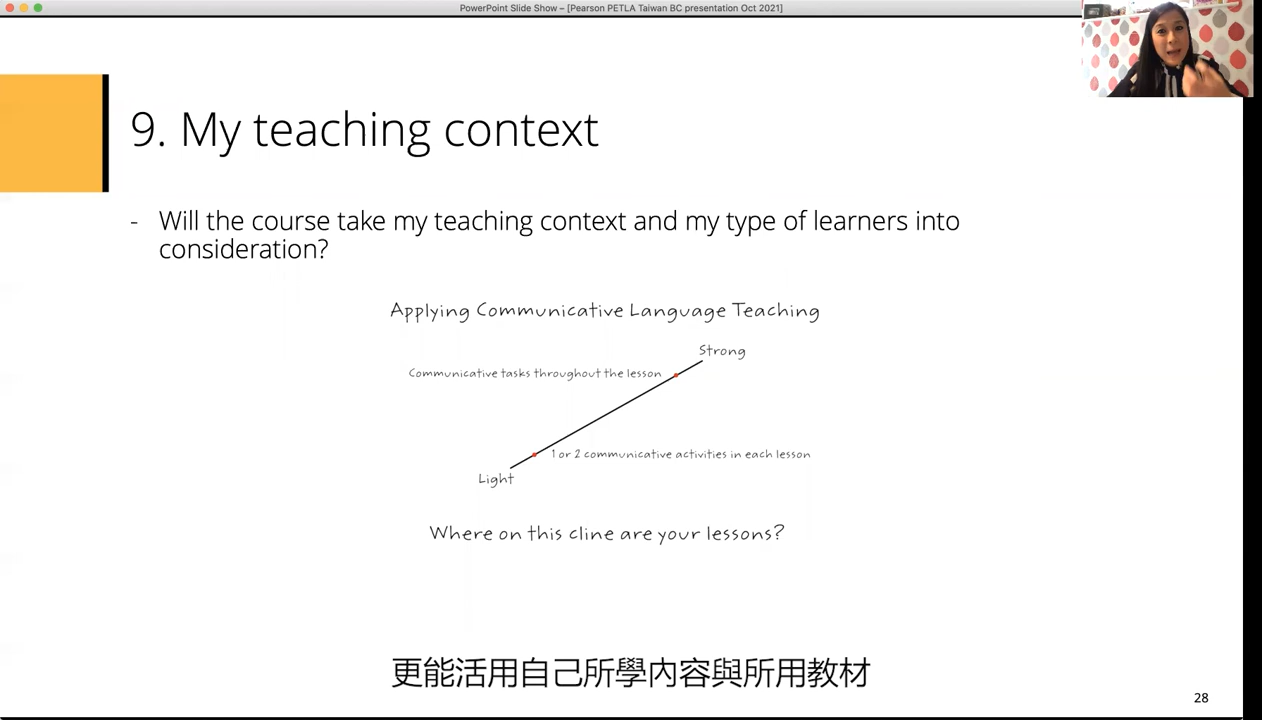 PowerPoint Slide Show – [Pearson PETLA Taiwan BC presentation Oct 2021]
9. My teaching context
- Will the course take my teaching context and my type of learners into
consideration?
Applying Communicative Language Teaching
Strong
Communicative tasks throughout the lesson
1 or 2 communicative activities in each lesson
Light
Where on this cline are your lessons?
更能活用自己所學內容與所用教材
28